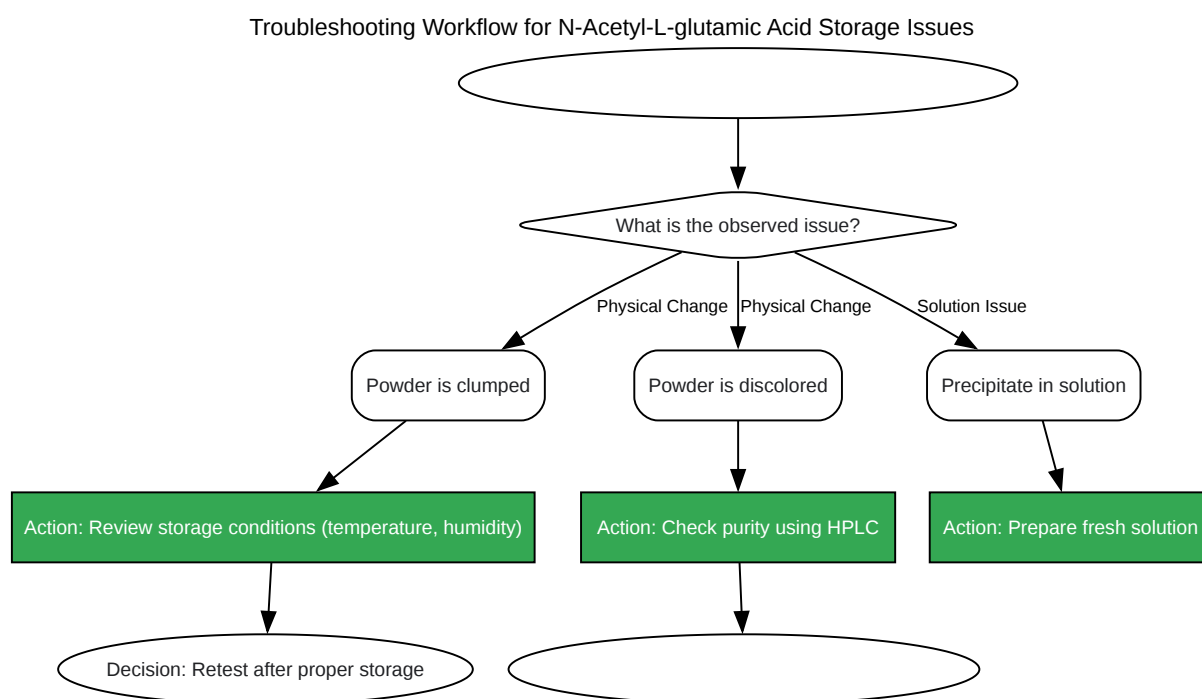 Troubleshooting Workflow for N-Acetyl-L-glutamic Acid Storage Issues
What is the observed issue?
Physical Change
Physical Change
Solution Issue
Powder is clumped
Powder is discolored
Precipitate in solution
Action: Review storage conditions (temperature, humidity)
Action: Check purity using HPLC
Action: Prepare fresh solution
Decision: Retest after proper storage